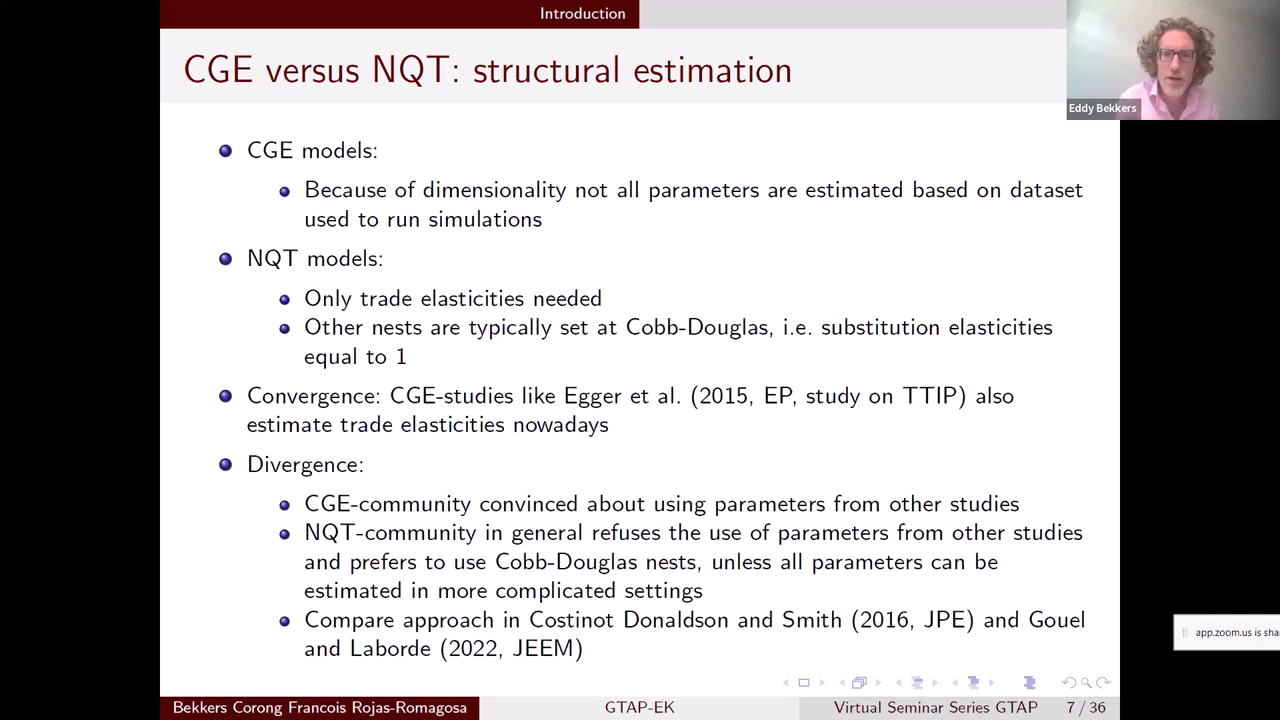 Introduction
CGE versus NQT: structural estimation
Eddy Bekkers
CGE models:
Because of dimensionality not all parameters are estimated based on dataset
used to run simulations
NQT models:
Only trade elasticities needed
Other nests are typically set at Cobb-Douglas, i.e. substitution elasticities
equal to 1
Convergence: CGE-studies like Egger et al. (2015, EP, study on TTIP) also
estimate trade elasticities nowadays
Divergence:
CGE-community convinced about using parameters from other studies
NQT-community in general refuses the use of parameters from other studies
and prefers to use Cobb-Douglas nests, unless all parameters can be
estimated in more complicated settings
Compare approach in Costinot Donaldson and Smith (2016, JPE) and Gouel
and Laborde (2022, JEEM)
app.zoom.us is sha
Bekkers Corong Francois Rojas-Romagosa
GTAP-EK
Virtual Seminar Series GTAP
7 / 36